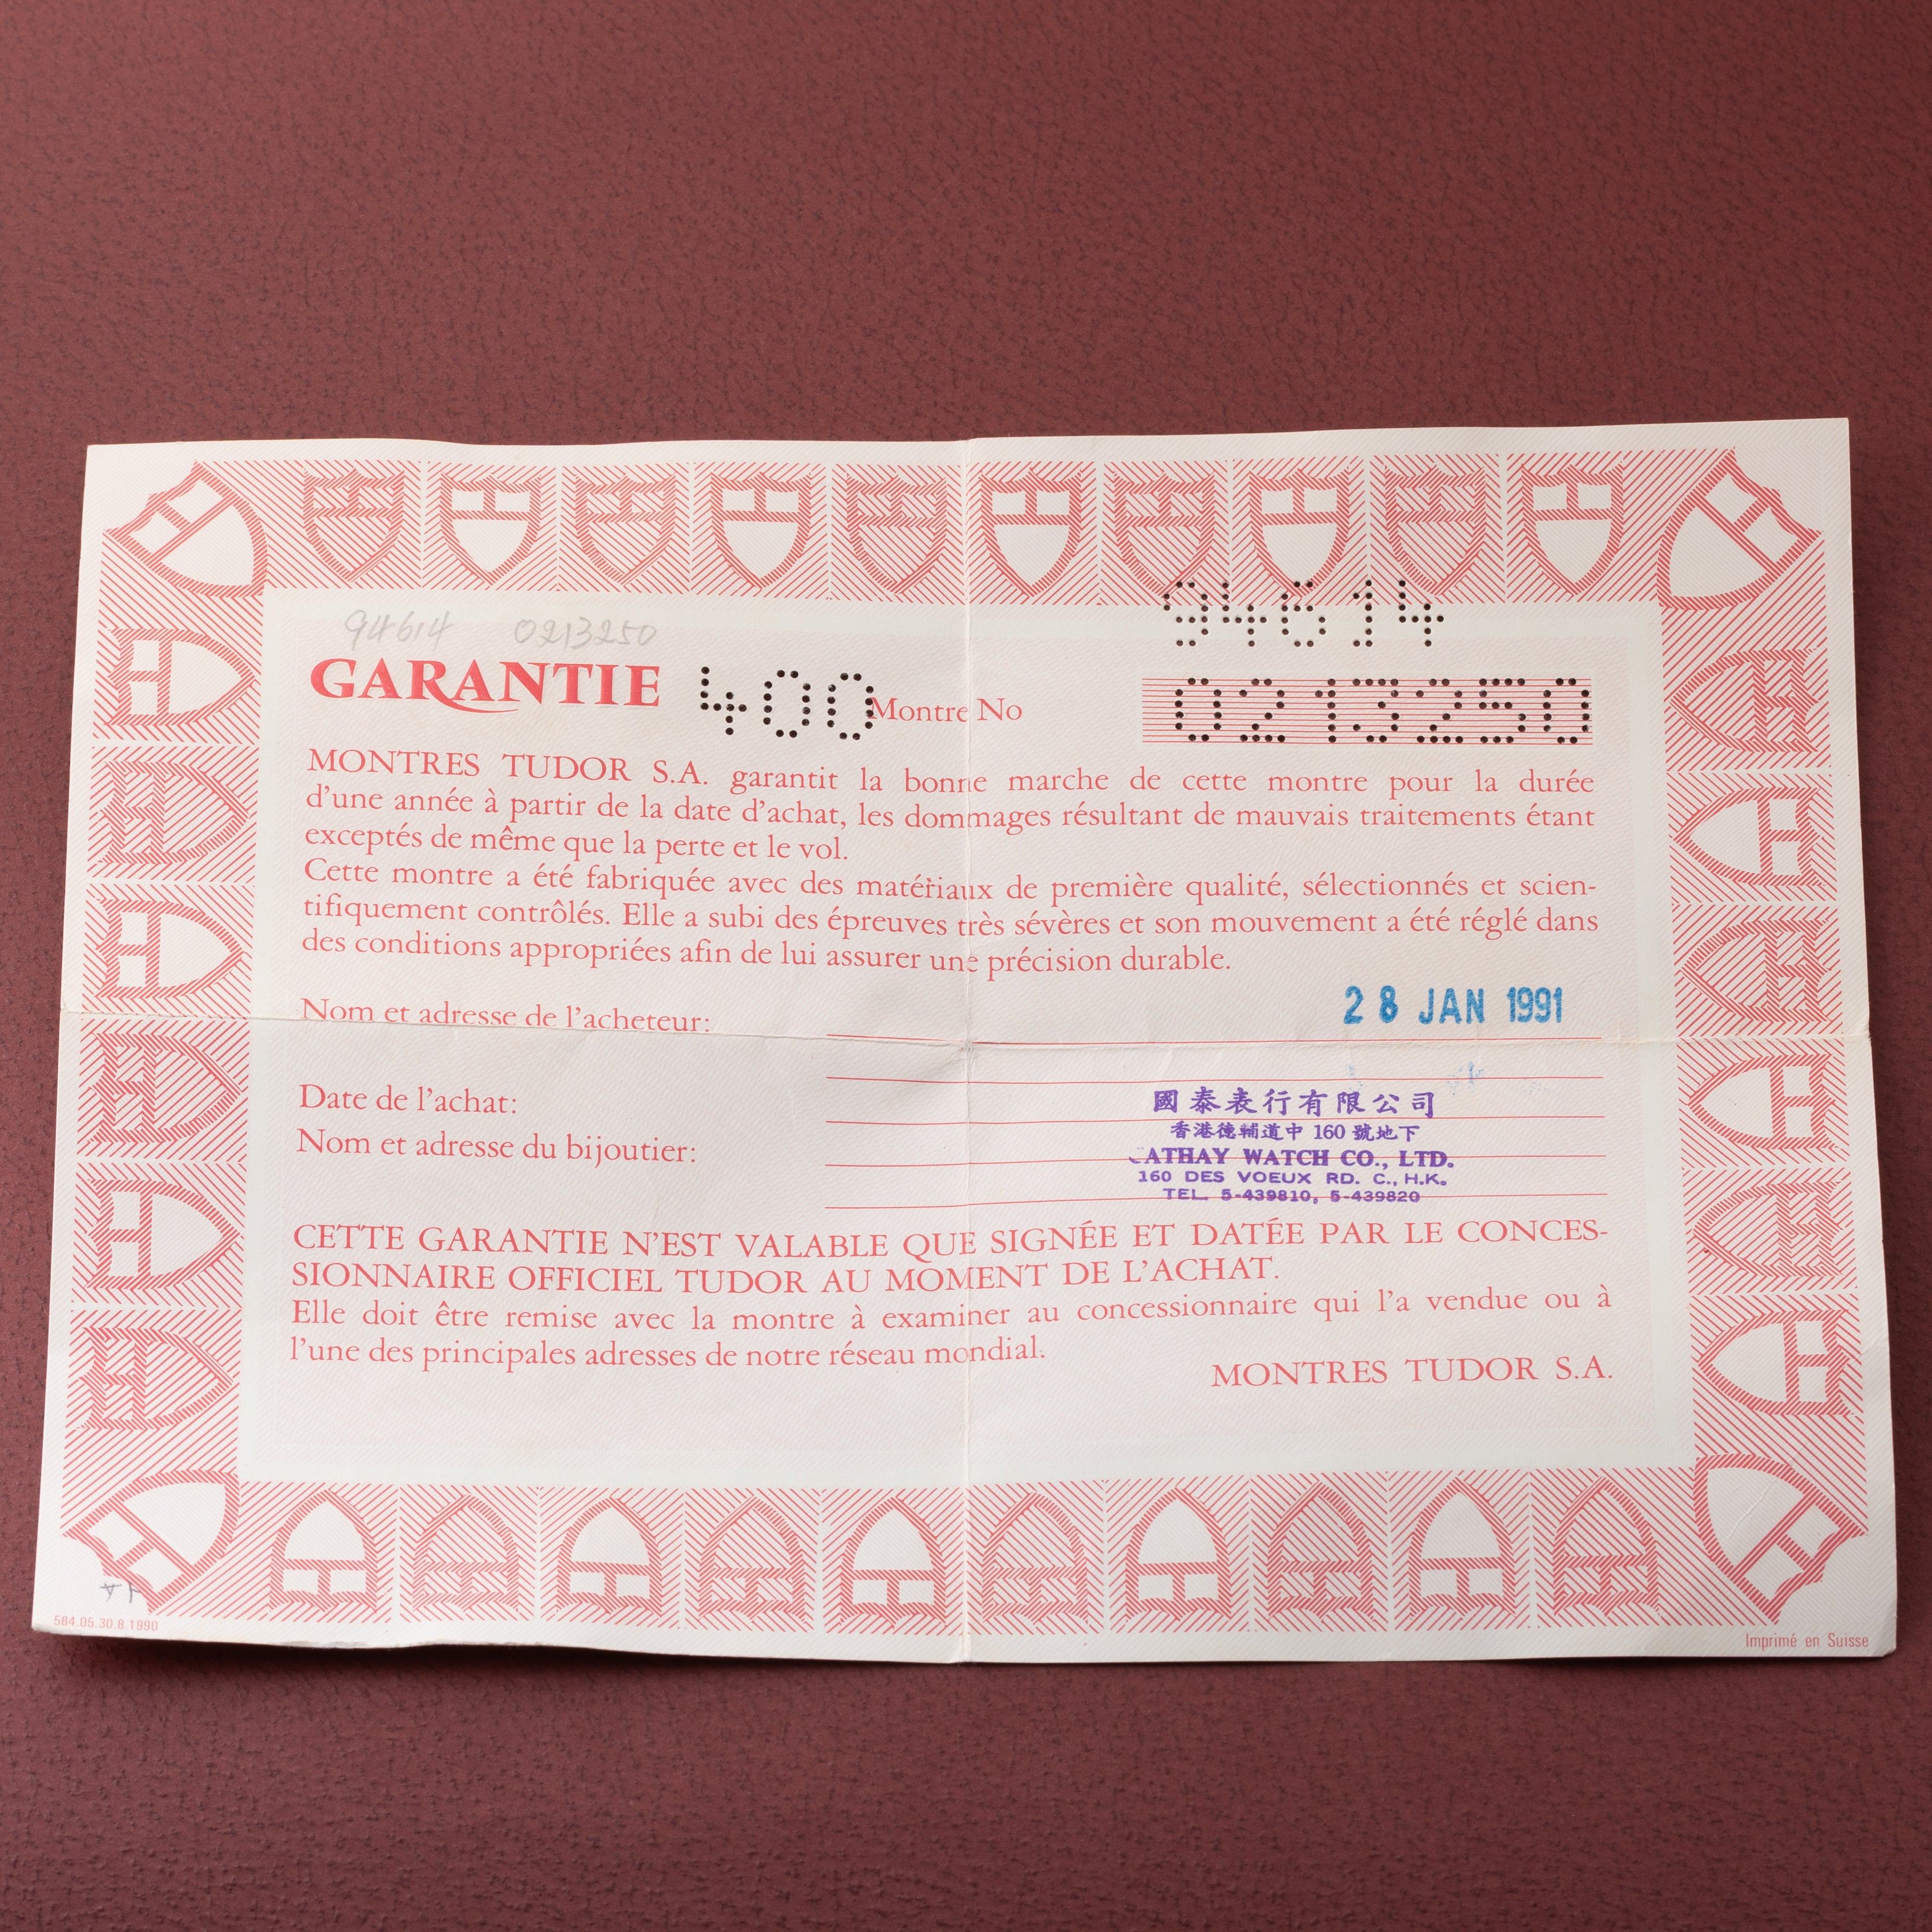 94614
94614 0213250
GARANTIE 400 Montre No 0213250
MONTRES TUDOR S.A. garantit la bonne marche de cette montre pour la durée
d'une année à partir de la date d'achat, les dommages résultant de mauvais traitements étant
exceptés de même que la perte et le vol.
Cette montre a été fabriquée avec des matériaux de première qualité, sélectionnés et scien-
tifiquement contrôlés. Elle a subi des épreuves très sévères et son mouvement a été réglé dans
des conditions appropriées afin de lui assurer une précision durable.
28 JAN 1991
Nom et adresse de l'acheteur:
Date de l'achat:
Nom et adresse du bijoutier:
國泰表行有限公司
香港德輔道中 160 號地下
ATHAY WATCH CO., LTD.
160 DES VOEUX RD. C., H.K.
TEL. 5-439810, 5-439820
CETTE GARANTIE N'EST VALABLE QUE SIGNÉE ET DATÉE PAR LE CONCES-
SIONNAIRE OFFICIEL TUDOR AU MOMENT DE L'ACHAT.
Elle doit être remise avec la montre à examiner au concessionnaire qui l'a vendue ou à
l'une des principales adresses de notre réseau mondial.
MONTRES TUDOR S.A.
584.05.30.8.1990
Imprimé en Suisse